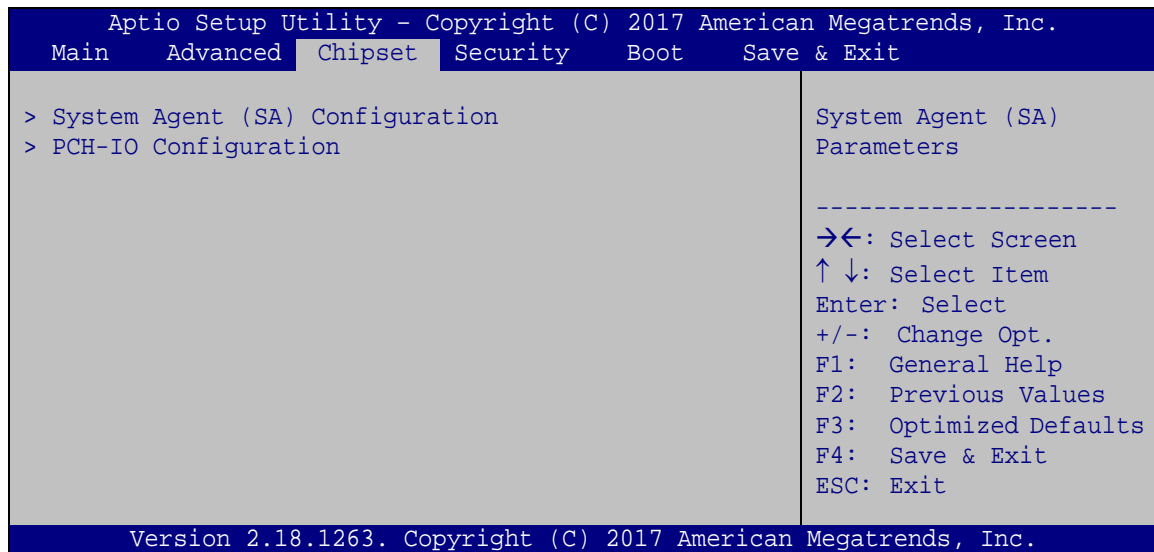 Aptio Setup Utility – Copyright (C) 2017 American Megatrends, Inc.
Main Advanced Chipset Security Boot Save & Exit
> System Agent (SA) Configuration
> PCH-IO Configuration
System Agent (SA)
Parameters
---------------------
→←: Select Screen
↑ ↓: Select Item
Enter: Select
+/-: Change Opt.
F1: General Help
F2: Previous Values
F3: Optimized Defaults
F4: Save & Exit
ESC: Exit
Version 2.18.1263. Copyright (C) 2017 American Megatrends, Inc.